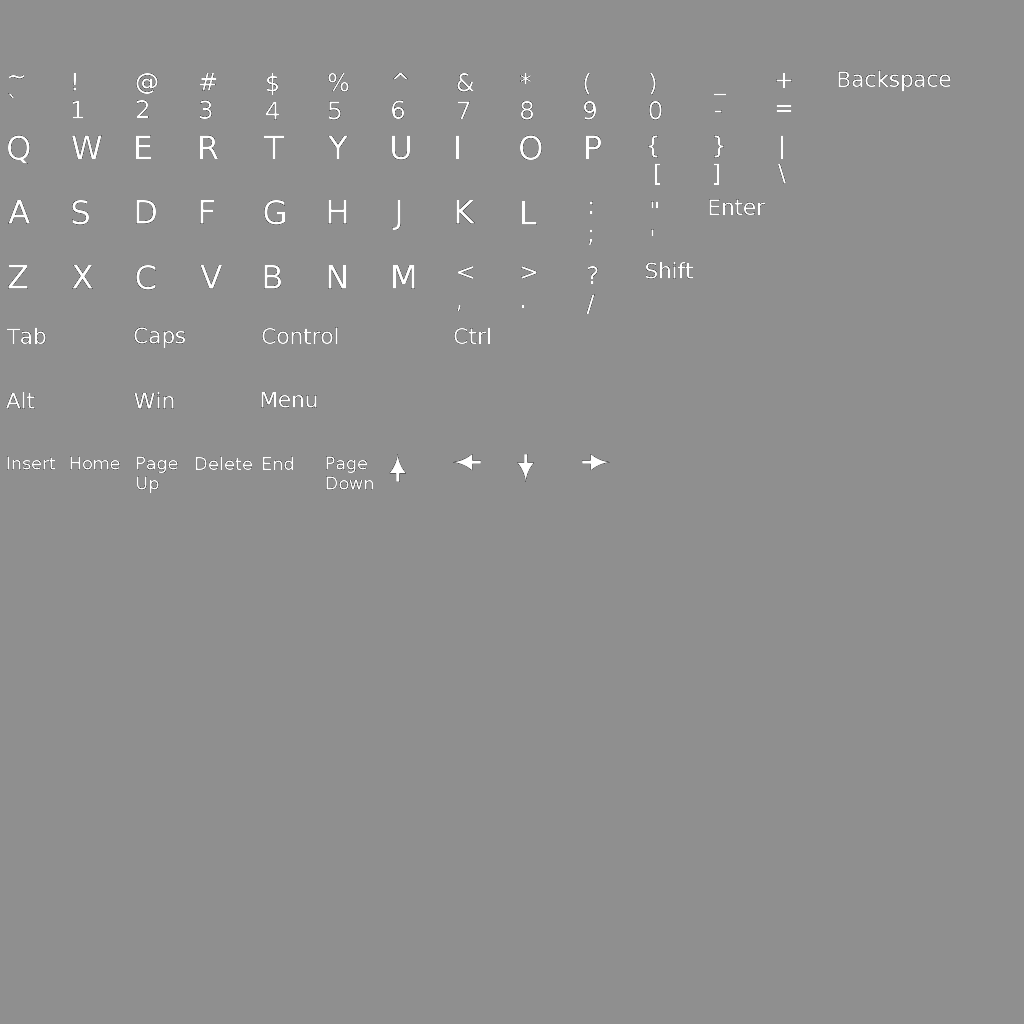 ~ ! @ # $ % ^ & * ( ) _ + Backspace
` 1 2 3 4 5 6 7 8 9 0 - =
Q W E R T Y U I O P { } |
[ ] \
A S D F G H J K L : " Enter
; '
Z X C V B N M < > ? Shift
, . /
Tab Caps Control Ctrl
Alt Win Menu
Insert Home Page Delete End Page
Up Down